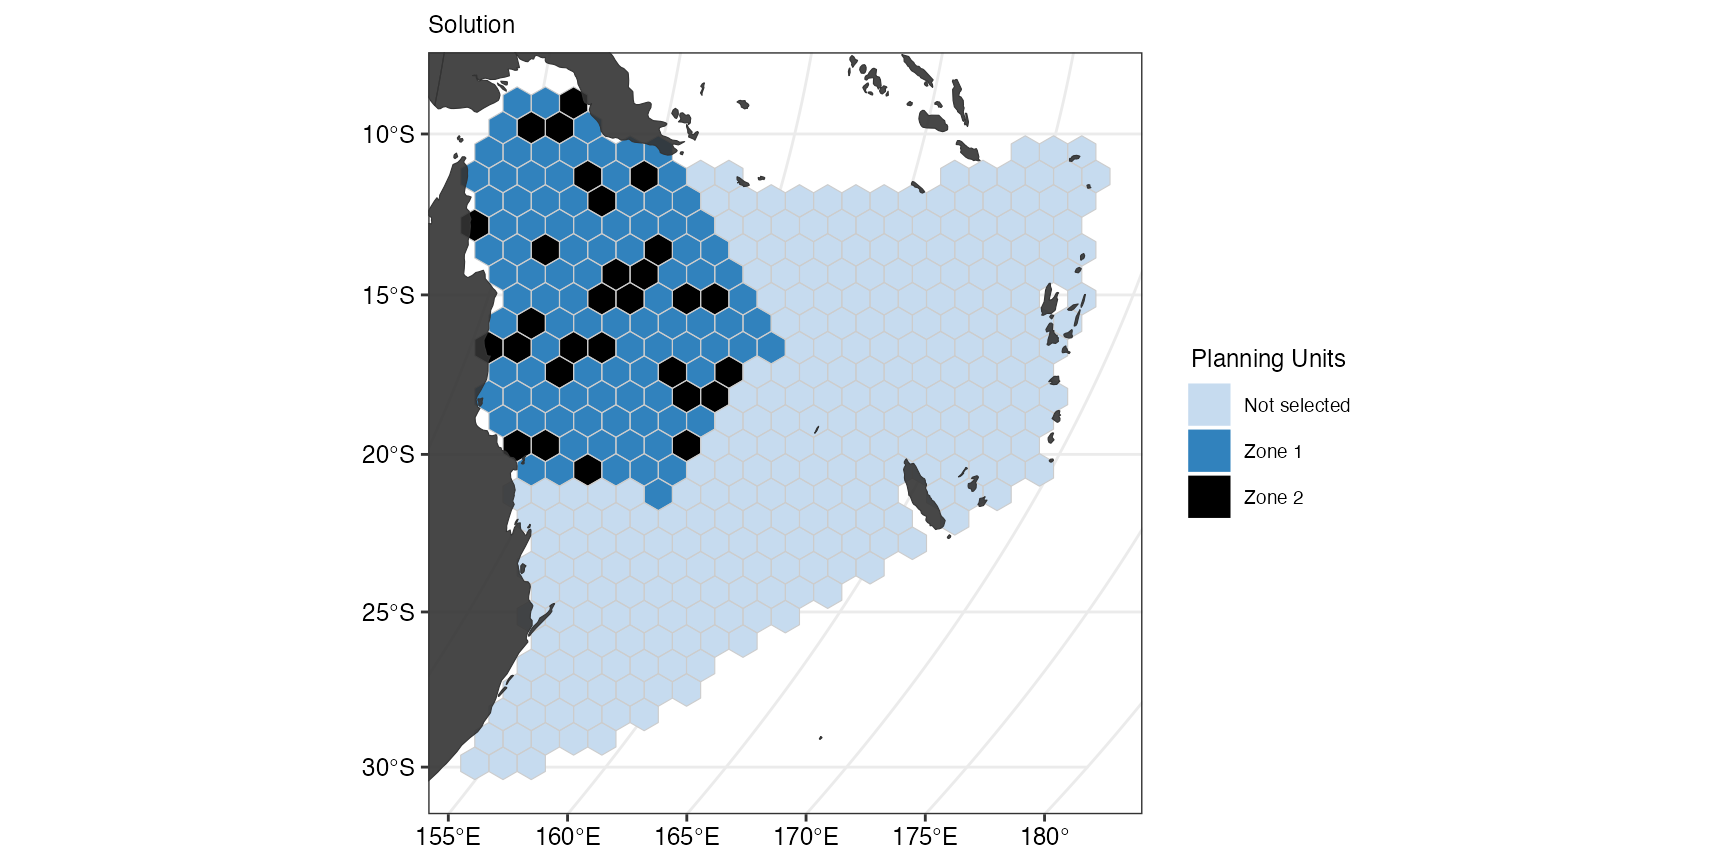 Solution
10°S
15°S
20°S
25°S
30°S
155°E 160°E 165°E 170°E 175°E 180°
Planning Units
Not selected
Zone 1
Zone 2